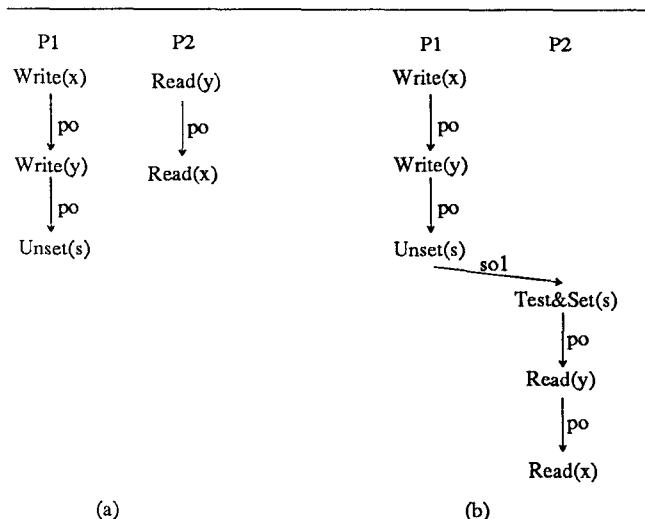 P1 P2 P1 P2
Write(x) Read(y) Write(x)
po po po
Write(y) Read(x) Write(y)
po po
Unset(s) Unset(s)
so1
Test&Set(s)
po
Read(y)
po
Read(x)
(a) (b)